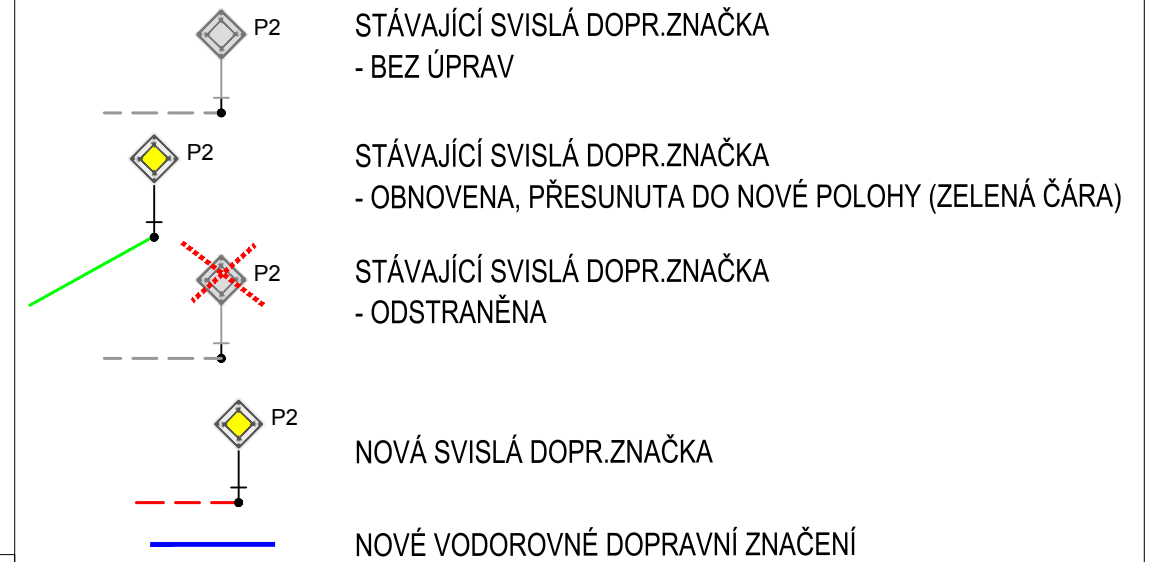 P2 STÁVAJÍCÍ SVISLÁ DOPR.ZNAČKA
- BEZ ÚPRAV
P2 STÁVAJÍCÍ SVISLÁ DOPR.ZNAČKA
- OBNOVENA, PŘESUNUTA DO NOVÉ POLOHY (ZELENÁ ČÁRA)
P2 STÁVAJÍCÍ SVISLÁ DOPR.ZNAČKA
- ODSTRANĚNA
P2
NOVÁ SVISLÁ DOPR.ZNAČKA
NOVÉ VODOROVNÉ DOPRAVNÍ ZNAČENÍ